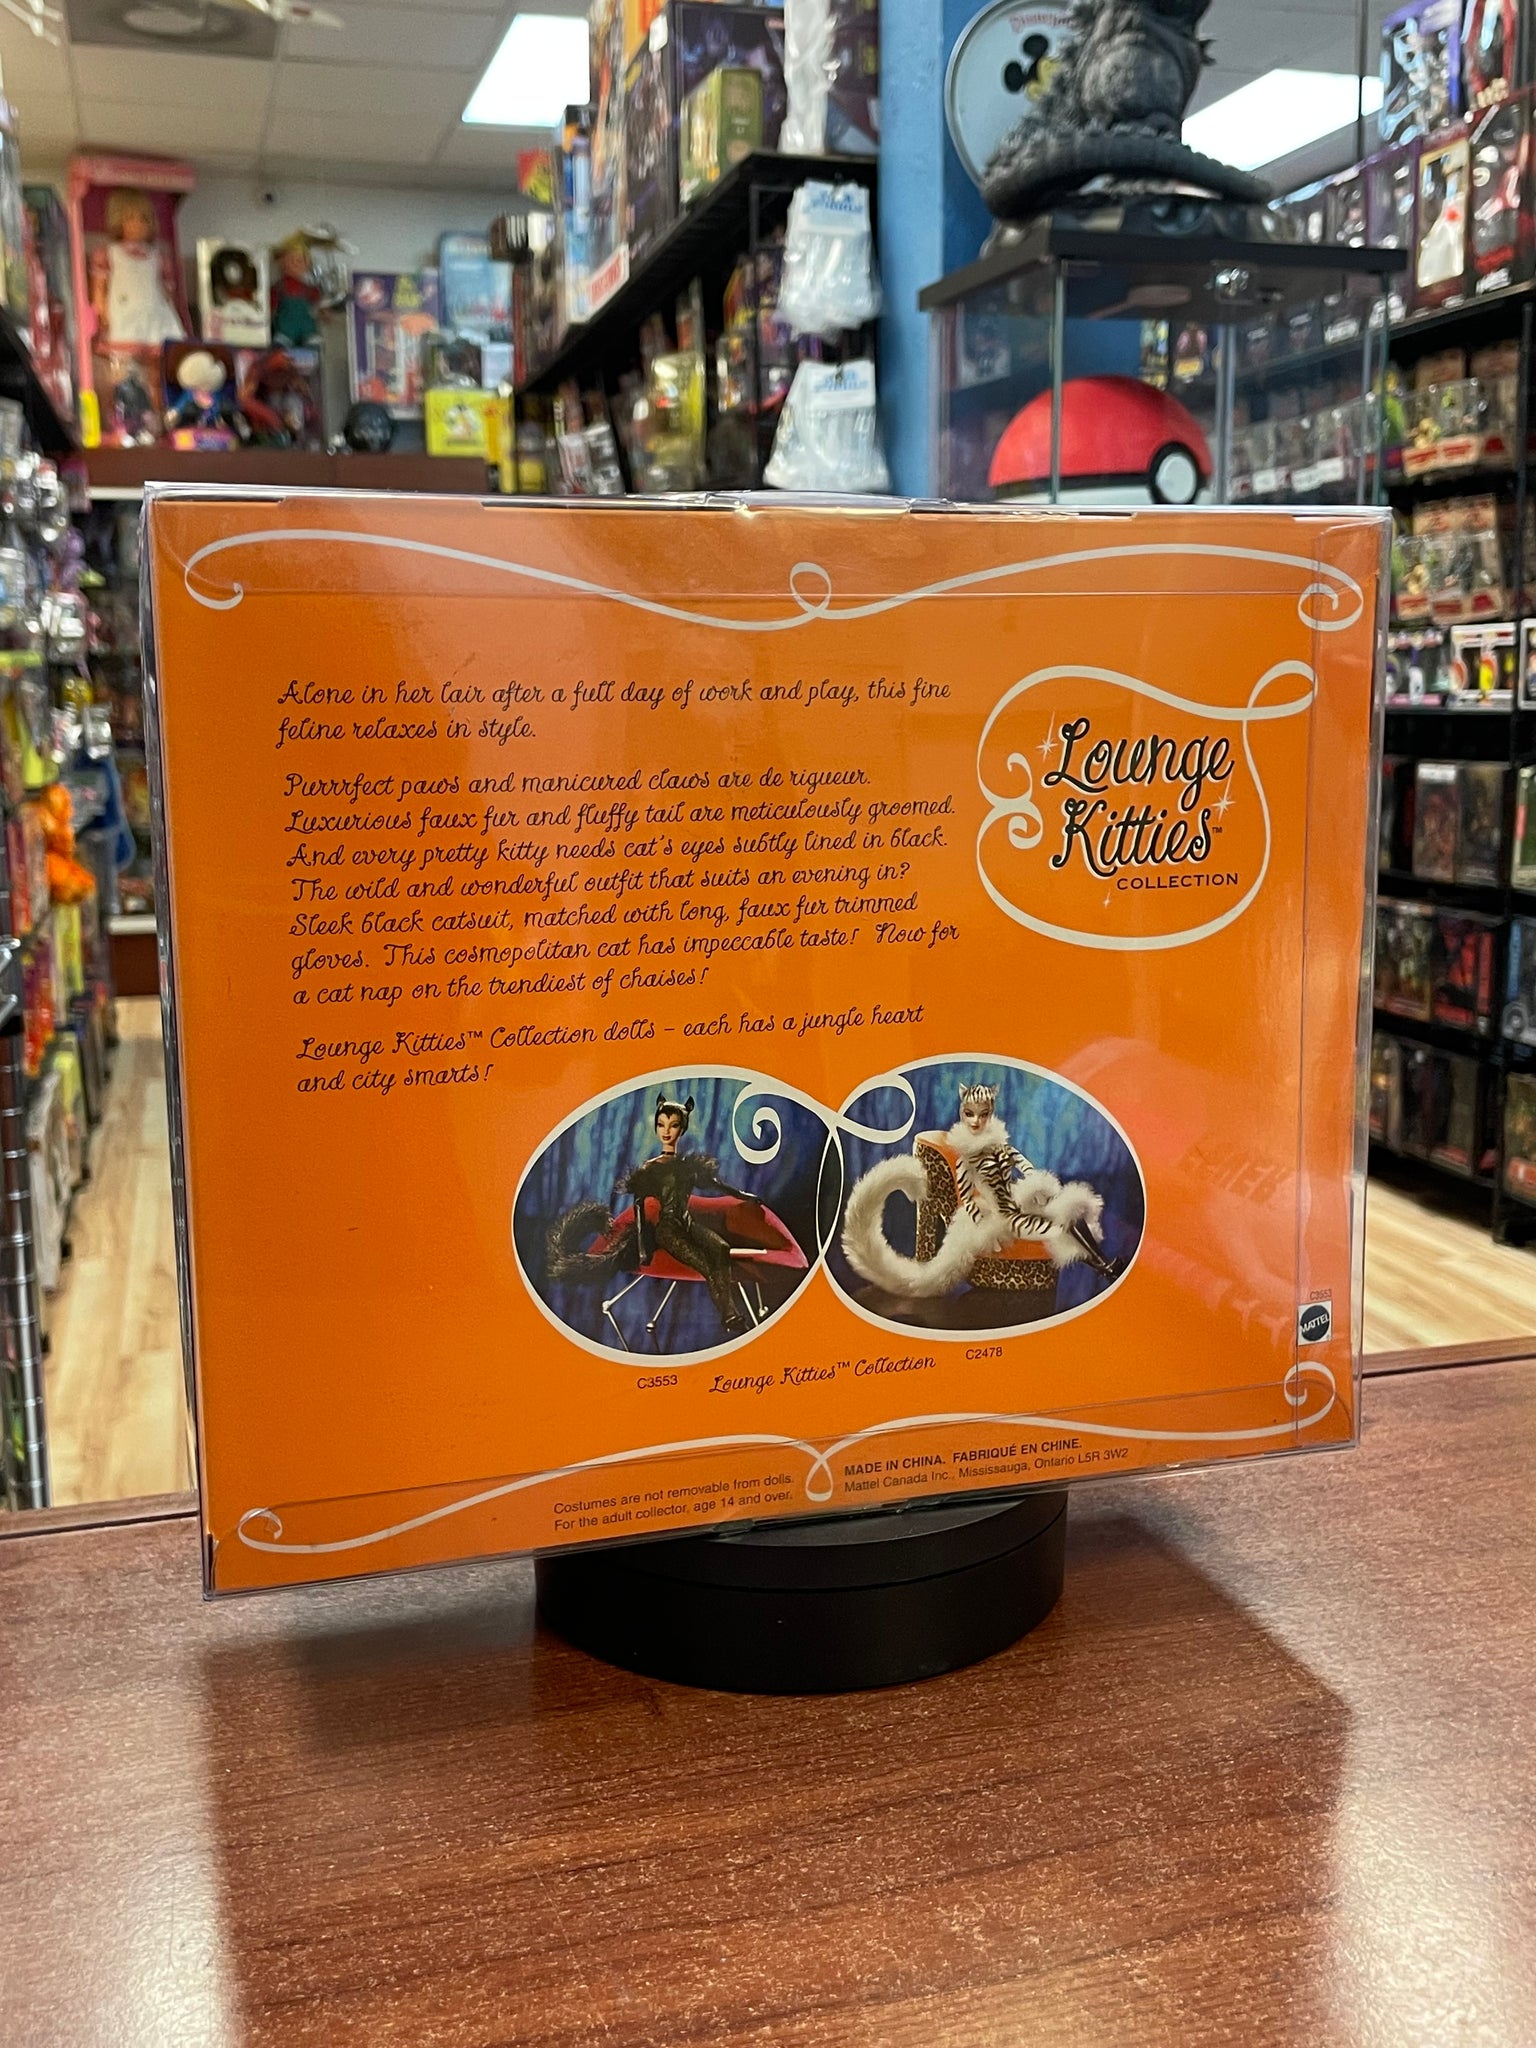 Alone in her lair after a full day of work and play, this fine
feline relaxes in style.
Purrrfect paws and manicured claws are de rigueur.
Luxurious faux fur and fluffy tail are meticulously groomed.
And every pretty kitty needs cat's eyes subtly lined in black.
The wild and wonderful outfit that suits an evening in?
Sleek black catsuit, matched with long, faux fur trimmed
gloves. This cosmopolitan cat has impeccable taste! Now for
a cat nap on the trendiest of chaises!
Lounge Kitties™ Collection dolls – each has a jungle heart
and city smarts!
Lounge
Kitties™
COLLECTION
C3553
Lounge Kitties™ Collection
C2478
C3553
MATTEL
Costumes are not removable from dolls.
For the adult collector, age 14 and over.
MADE IN CHINA. FABRIQUÉ EN CHINE.
Mattel Canada Inc., Mississauga, Ontario L5R 3W2